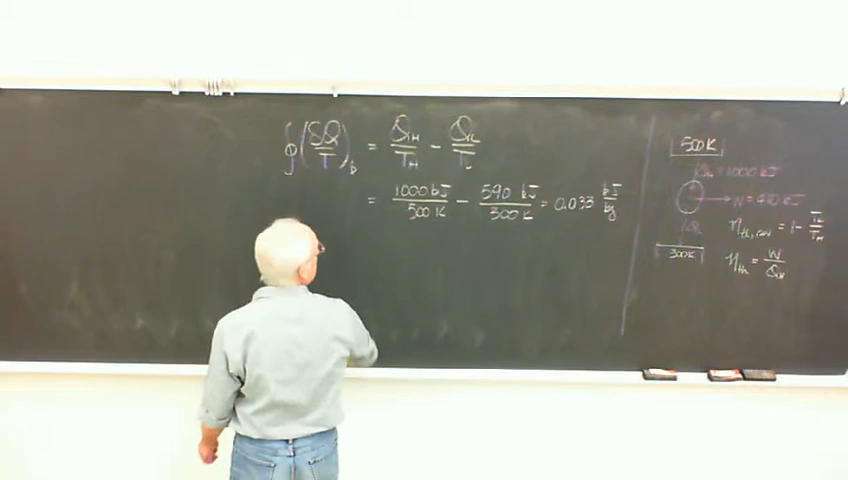 ∮(δQ/T)_b = Q_H/T_H - Q_L/T_L
= 1000 kJ/500 K - 590 kJ/300 K = 0.033 kJ/kg
500 K
Q_H = 1000 kJ
W = 410 kJ
η_th,rev = 1 - T_L/T_H
300 K
η_th = W/Q_H